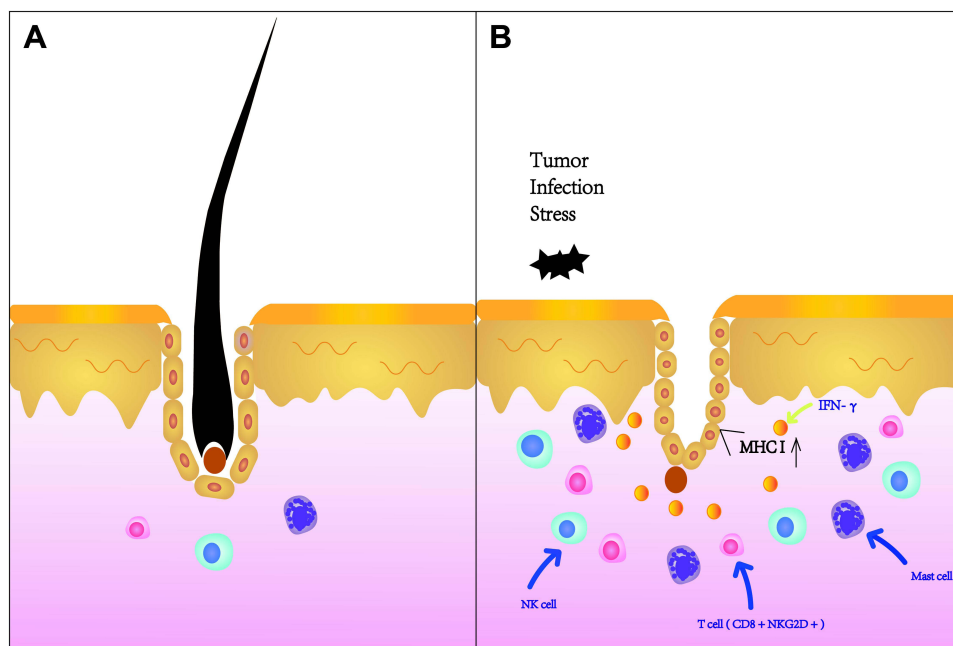 A
B
Tumor
Infection
Stress
IFN- γ
MHC I ↑
Mast cell
NK cell
T cell ( CD8 + NKG2D + )